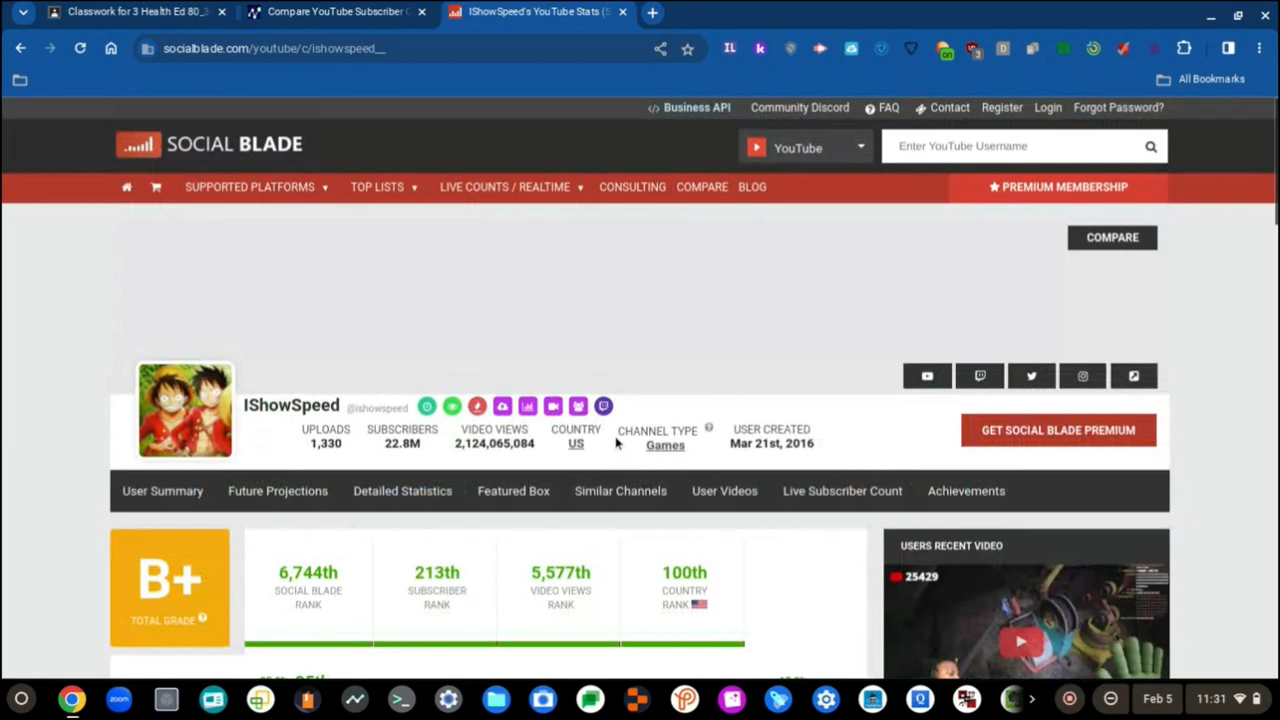 Classwork for 3 Health Ed 80_3
Compare YouTube Subscriber C
IShowSpeed's YouTube Stats (S
socialblade.com/youtube/c/ishowspeed__
All Bookmarks
Business API Community Discord FAQ Contact Register Login Forgot Password?
SOCIAL BLADE
YouTube
Enter YouTube Username
SUPPORTED PLATFORMS TOP LISTS LIVE COUNTS / REALTIME CONSULTING COMPARE BLOG
PREMIUM MEMBERSHIP
COMPARE
IShowSpeed @ishowspeed
UPLOADS SUBSCRIBERS VIDEO VIEWS COUNTRY CHANNEL TYPE USER CREATED
1,330 22.8M 2,124,065,084 US Games Mar 21st, 2016
GET SOCIAL BLADE PREMIUM
User Summary Future Projections Detailed Statistics Featured Box Similar Channels User Videos Live Subscriber Count Achievements
B+
TOTAL GRADE
6,744th 213th 5,577th 100th
SOCIAL BLADE SUBSCRIBER VIDEO VIEWS COUNTRY
RANK RANK RANK RANK
USERS RECENT VIDEO
25429
zoom
Feb 5
11:31